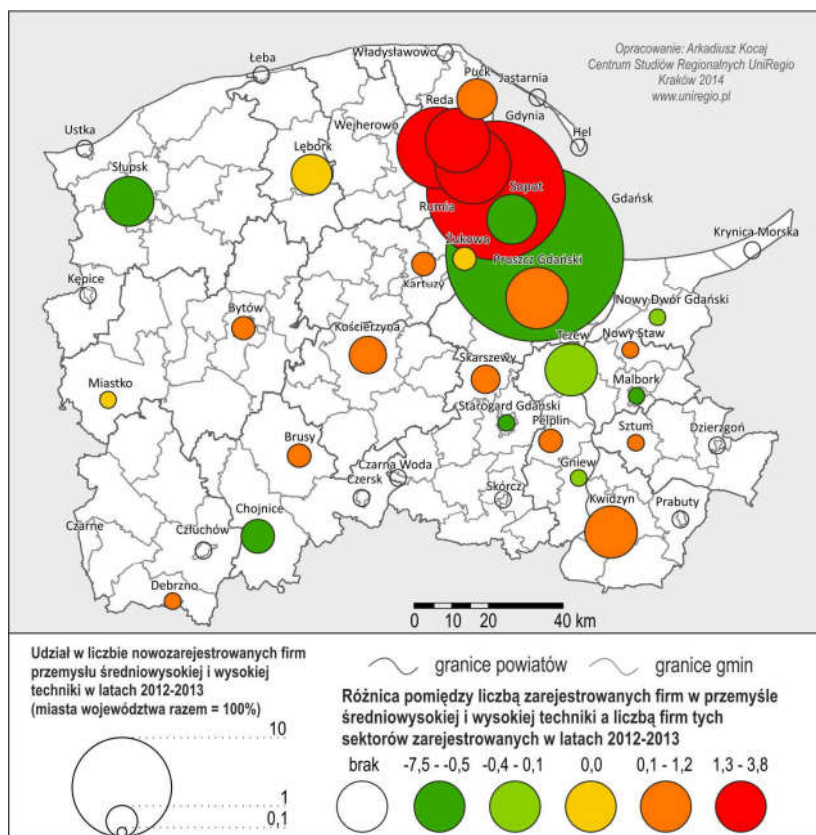 Opracowanie: Arkadiusz Kocaj
Centrum Studiów Regionalnych UniRegio
Kraków 2014
www.uniregio.pl
Władysławowo
Łeba
Puck
Jastarnia
Reda
Gdynia
Wejherowo
Hel
Ustka
Lębork
Słupsk
Sopot
Gdańsk
Rumia
Krynica Morska
Żukowo
Pruszcz Gdański
Kępice
Kartuzy
Nowy Dwór Gdański
Bytów
Kościerzyna
Tczew
Nowy Staw
Skarszewy
Miastko
Malbork
Starogard Gdański
Pelplin
Sztum
Dzierzgoń
Brusy
Czarna Woda
Gniew
Czersk
Skórcz
Kwidzyn
Prabuty
Chojnice
Czarne
Człuchów
Debrzno
0 10 20 40 km
Udział w liczbie nowozarejestrowanych firm
przemysłu średniowysokiej i wysokiej
techniki w latach 2012-2013
(miasta województwa razem = 100%)
10
1
0,1
granice powiatów granice gmin
Różnica pomiędzy liczbą zarejestrowanych firm w przemyśle
średniowysokiej i wysokiej techniki a liczbą firm tych
sektorów zarejestrowanych w latach 2012-2013
brak -7,5 - -0,5 -0,4 - 0,1 0,0 0,1 - 1,2 1,3 - 3,8